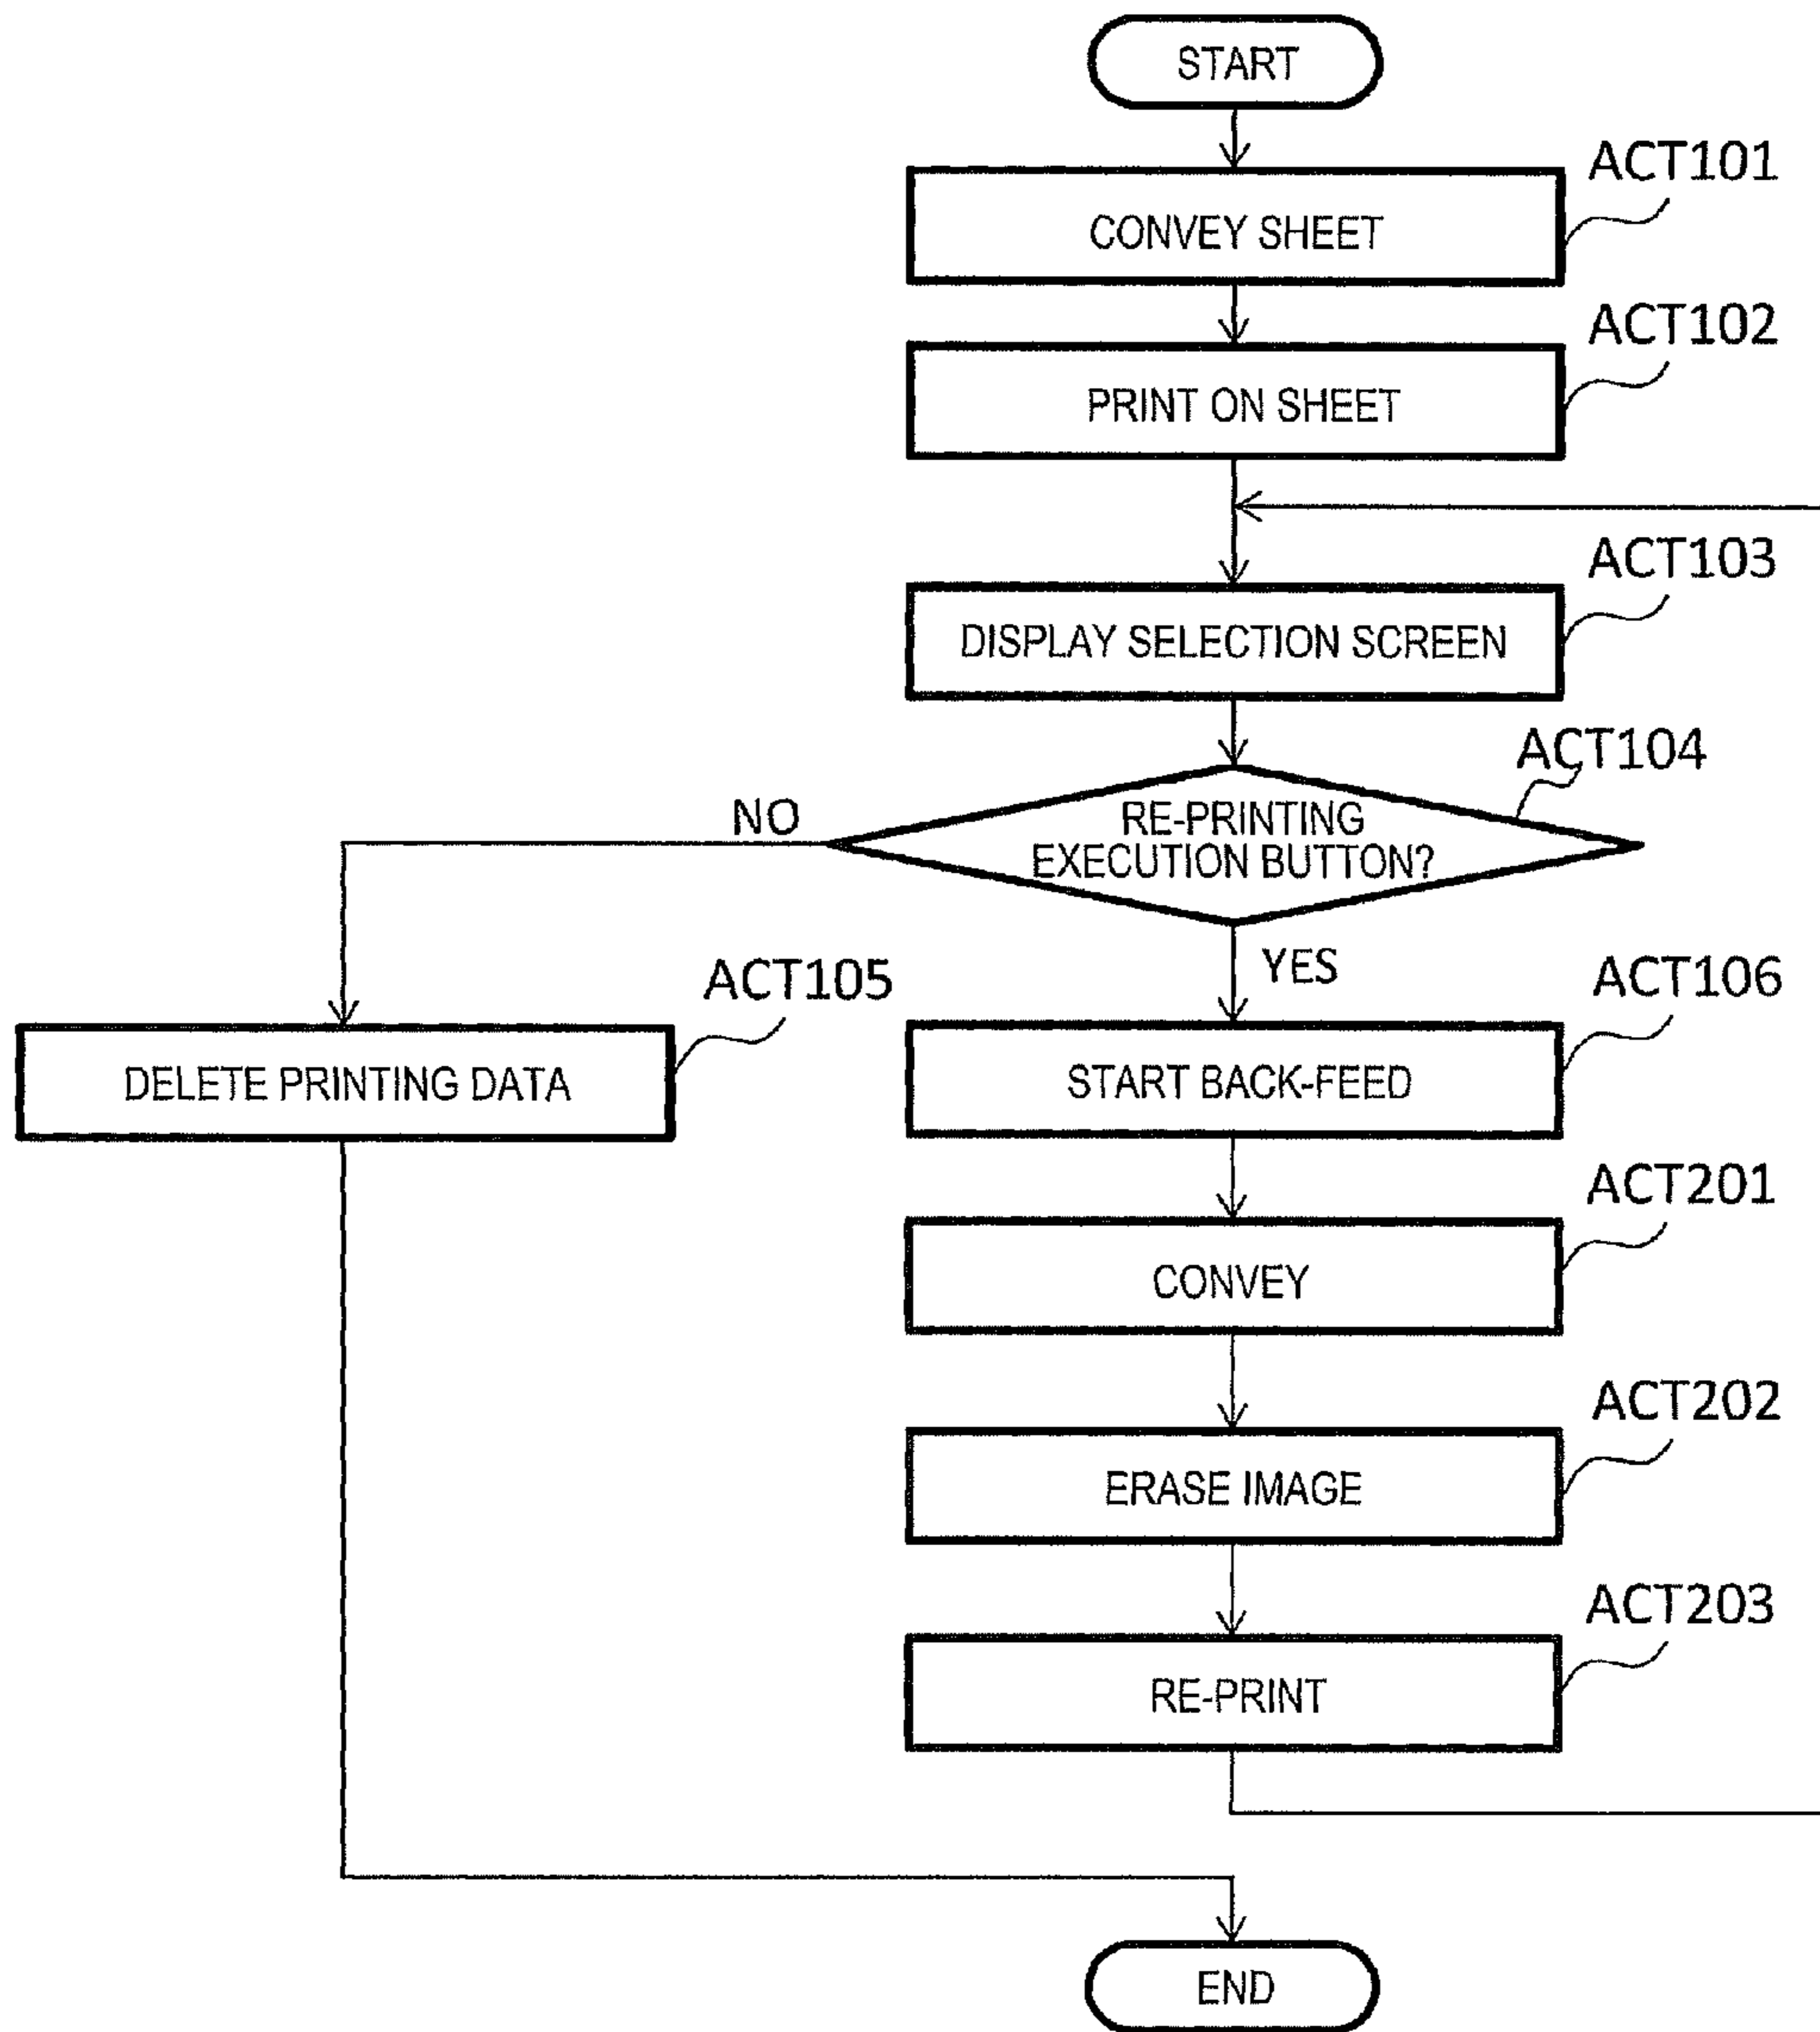 START
ACT101
CONVEY SHEET
ACT102
PRINT ON SHEET
ACT103
DISPLAY SELECTION SCREEN
ACT104
NO
RE-PRINTING
EXECUTION BUTTON?
YES
ACT105
ACT106
DELETE PRINTING DATA
START BACK-FEED
ACT201
CONVEY
ACT202
ERASE IMAGE
ACT203
RE-PRINT
END